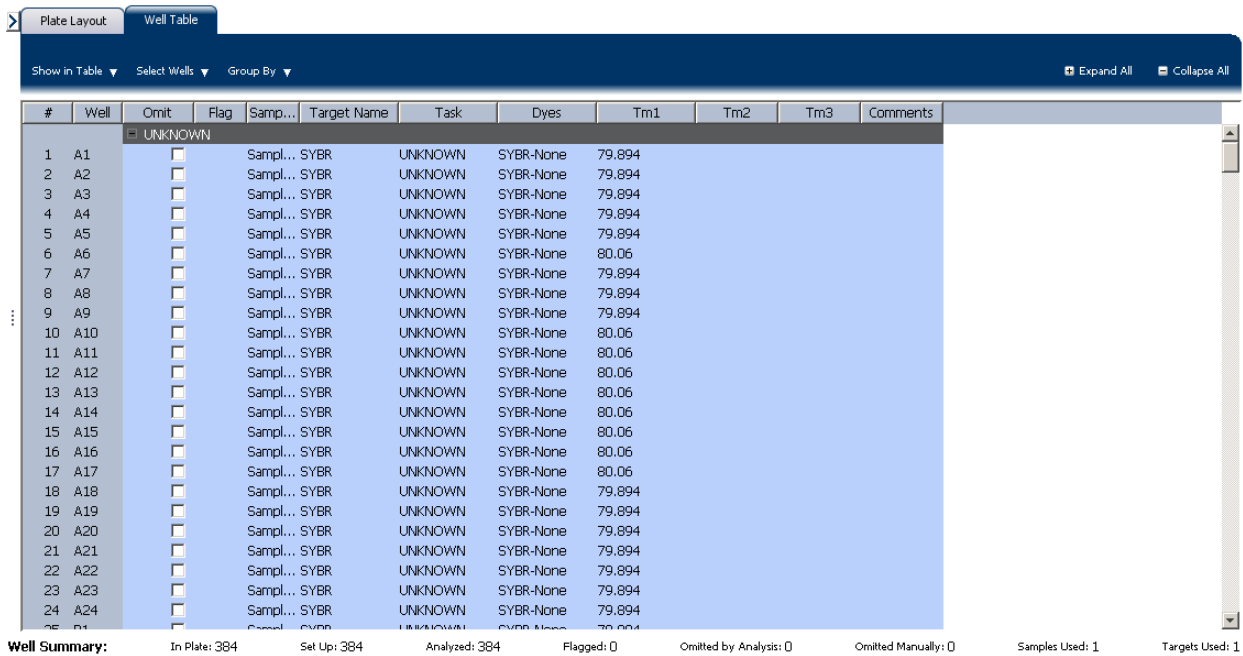 Plate Layout Well Table
Show in Table Select Wells Group By Expand All Collapse All
# Well Omit Flag Samp... Target Name Task Dyes Tm1 Tm2 Tm3 Comments
UNKNOWN
1 A1 Sampl... SYBR UNKNOWN SYBR-None 79.894
2 A2 Sampl... SYBR UNKNOWN SYBR-None 79.894
3 A3 Sampl... SYBR UNKNOWN SYBR-None 79.894
4 A4 Sampl... SYBR UNKNOWN SYBR-None 79.894
5 A5 Sampl... SYBR UNKNOWN SYBR-None 79.894
6 A6 Sampl... SYBR UNKNOWN SYBR-None 80.06
7 A7 Sampl... SYBR UNKNOWN SYBR-None 79.894
8 A8 Sampl... SYBR UNKNOWN SYBR-None 79.894
9 A9 Sampl... SYBR UNKNOWN SYBR-None 79.894
10 A10 Sampl... SYBR UNKNOWN SYBR-None 80.06
11 A11 Sampl... SYBR UNKNOWN SYBR-None 80.06
12 A12 Sampl... SYBR UNKNOWN SYBR-None 80.06
13 A13 Sampl... SYBR UNKNOWN SYBR-None 80.06
14 A14 Sampl... SYBR UNKNOWN SYBR-None 80.06
15 A15 Sampl... SYBR UNKNOWN SYBR-None 80.06
16 A16 Sampl... SYBR UNKNOWN SYBR-None 80.06
17 A17 Sampl... SYBR UNKNOWN SYBR-None 80.06
18 A18 Sampl... SYBR UNKNOWN SYBR-None 79.894
19 A19 Sampl... SYBR UNKNOWN SYBR-None 79.894
20 A20 Sampl... SYBR UNKNOWN SYBR-None 79.894
21 A21 Sampl... SYBR UNKNOWN SYBR-None 79.894
22 A22 Sampl... SYBR UNKNOWN SYBR-None 79.894
23 A23 Sampl... SYBR UNKNOWN SYBR-None 79.894
24 A24 Sampl... SYBR UNKNOWN SYBR-None 79.894
Well Summary: In Plate: 384 Set Up: 384 Analyzed: 384 Flagged: 0 Omitted by Analysis: 0 Omitted Manually: 0 Samples Used: 1 Targets Used: 1